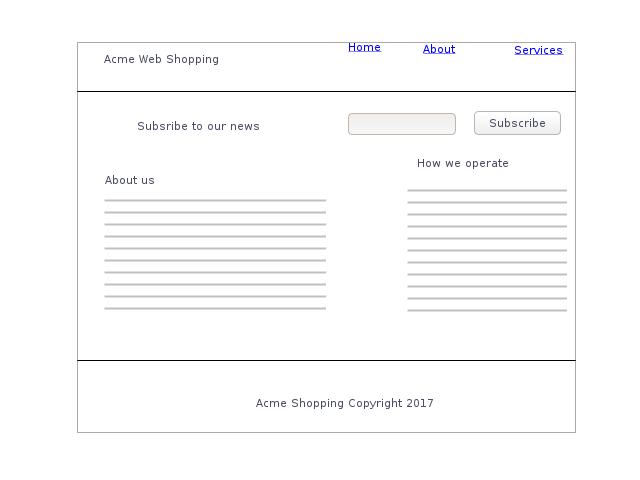 Acme Web Shopping
Home
About
Services
Subsribe to our news
Subscribe
About us
How we operate
Acme Shopping Copyright 2017